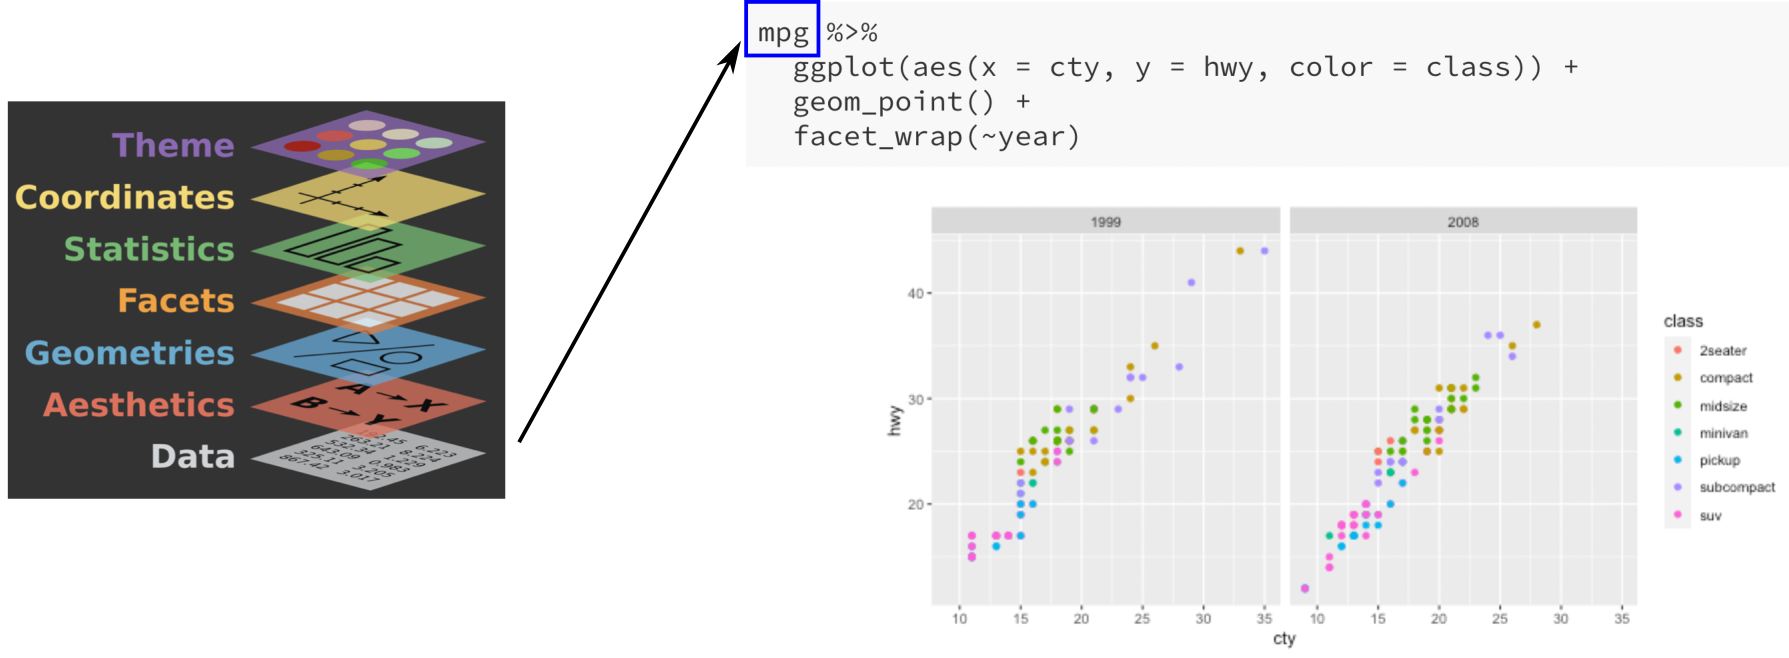 mpg %>%
ggplot(aes(x = cty, y = hwy, color = class)) +
geom_point() +
facet_wrap(~year)
Theme
Coordinates
Statistics
Facets
Geometries
Aesthetics
Data
A X
B Y
1999
2008
hwy
40
30
20
10 15 20 25 30 35
10 15 20 25 30 35
cty
class
2seater
compact
midsize
minivan
pickup
subcompact
suv